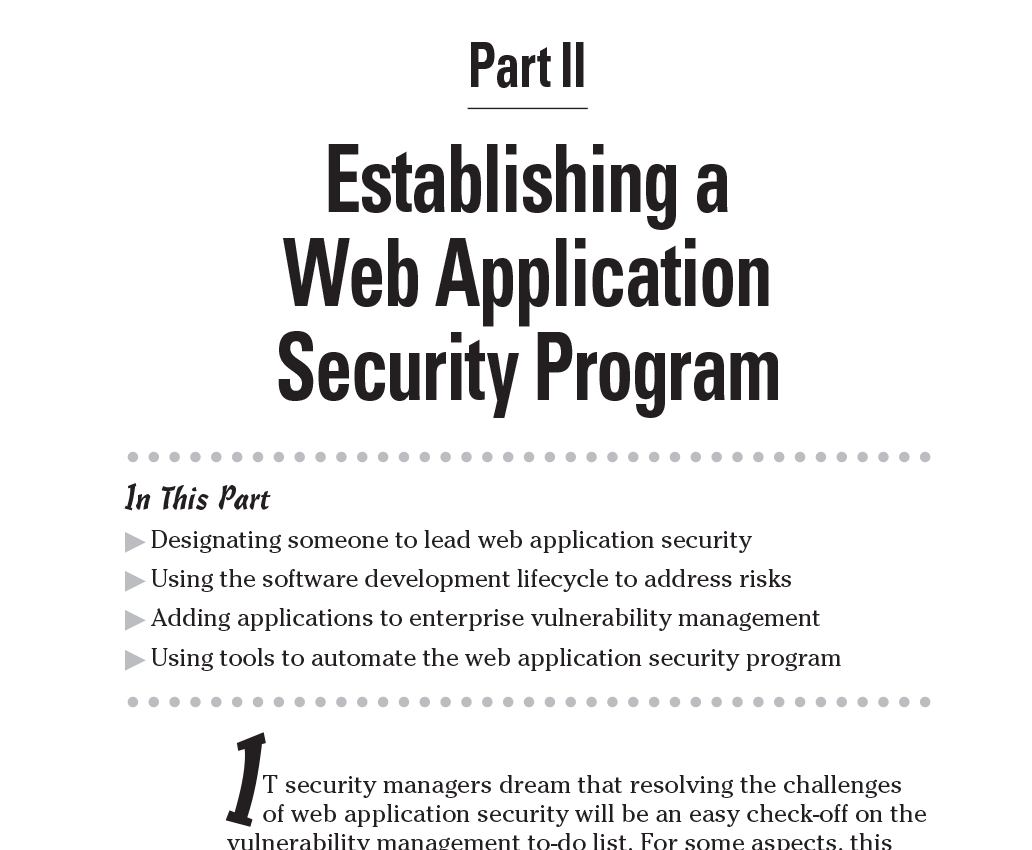 Part II
Establishing a
Web Application
Security Program
In This Part
▶ Designating someone to lead web application security
▶ Using the software development lifecycle to address risks
▶ Adding applications to enterprise vulnerability management
▶ Using tools to automate the web application security program
IT security managers dream that resolving the challenges
of web application security will be an easy check-off on the
vulnerability management to-do list. For some aspects, this